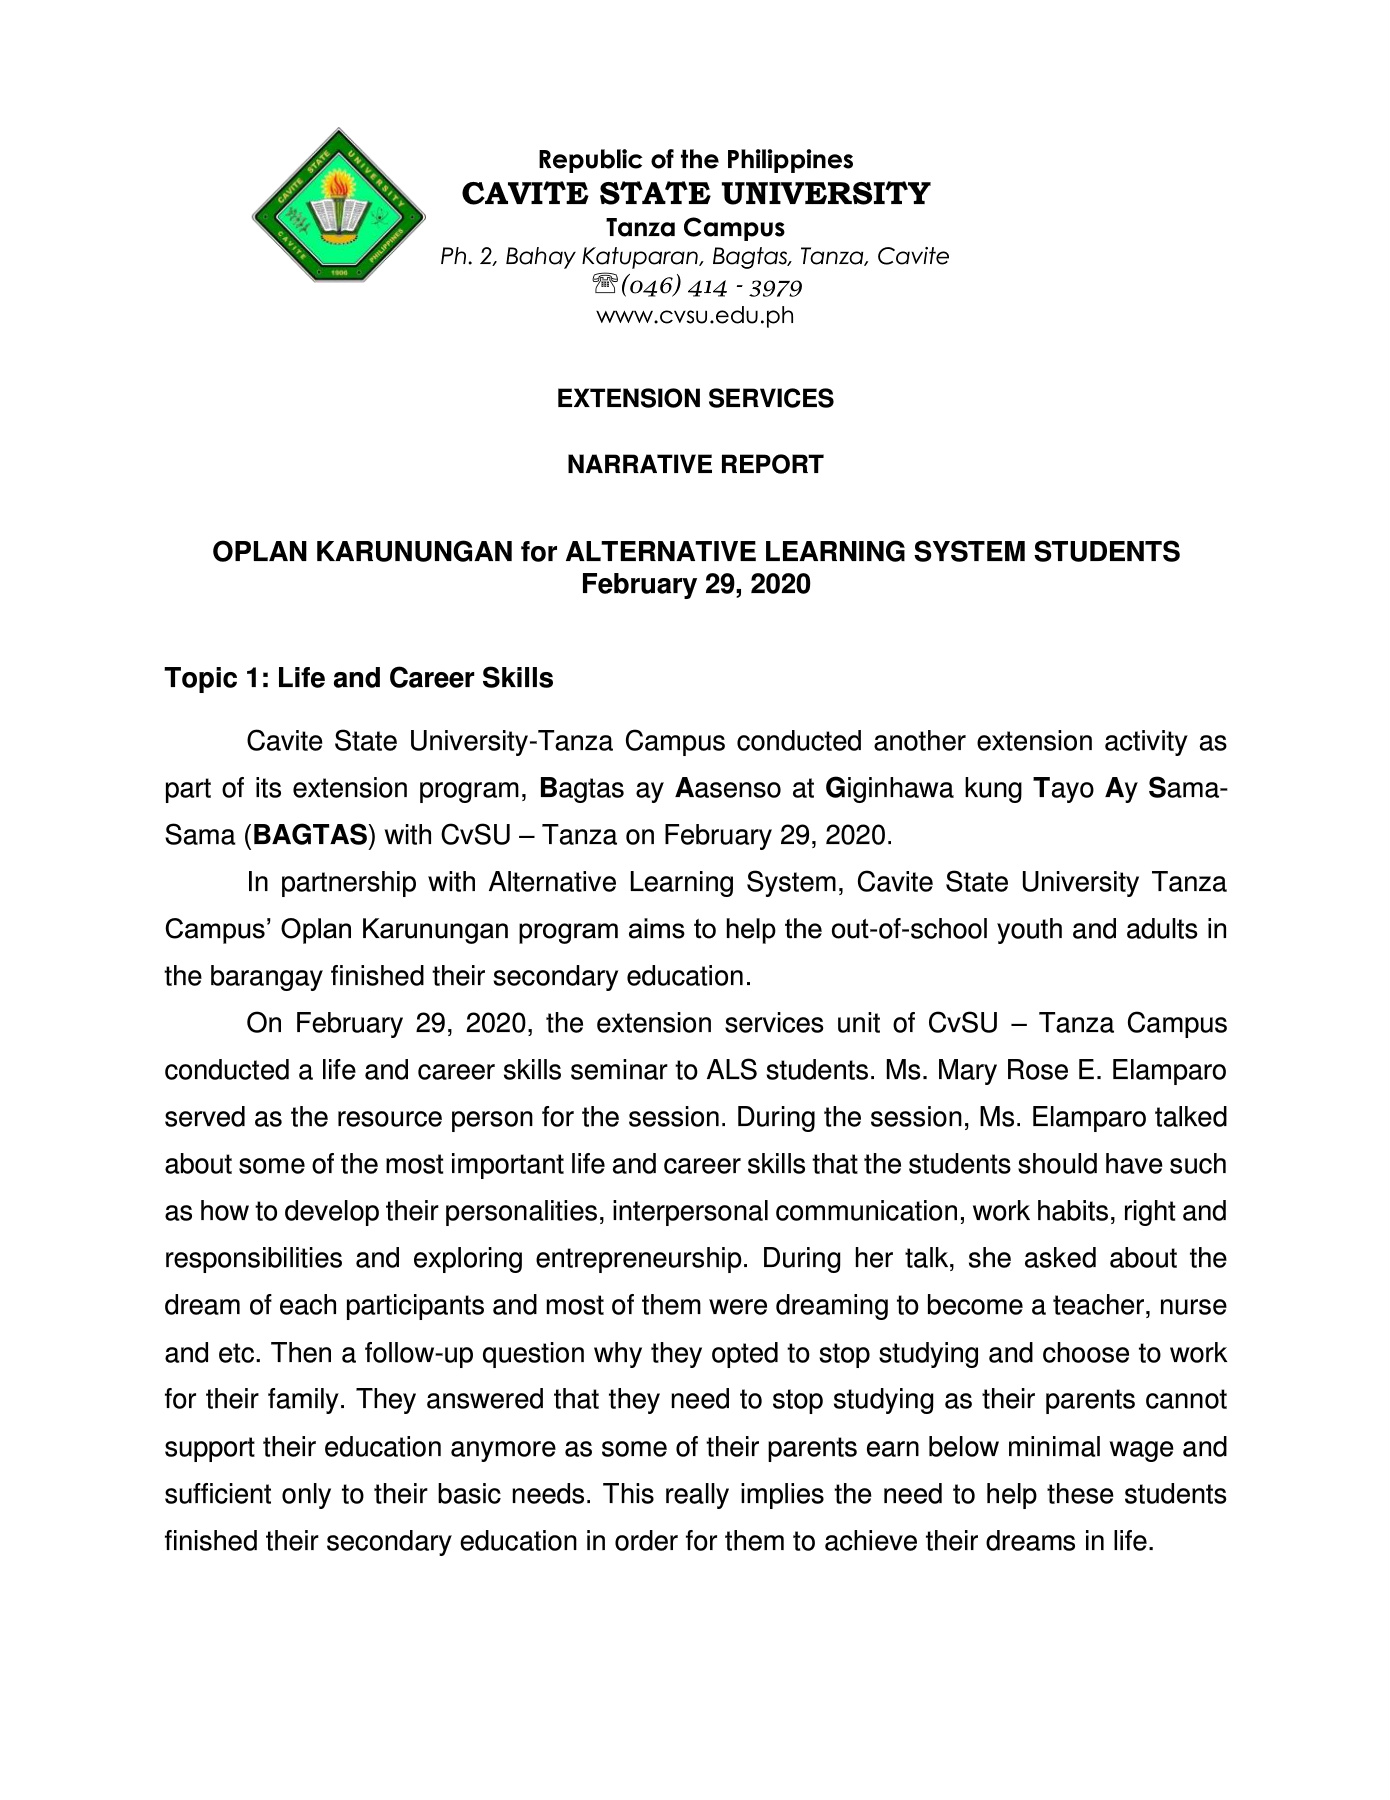 CAVITE STATE UNIVERSITY
CAVITE PHILIPPINES
1906
Republic of the Philippines
CAVITE STATE UNIVERSITY
Tanza Campus
Ph. 2, Bahay Katuparan, Bagtas, Tanza, Cavite
☏(046) 414 - 3979
www.cvsu.edu.ph
EXTENSION SERVICES
NARRATIVE REPORT
OPLAN KARUNUNGAN for ALTERNATIVE LEARNING SYSTEM STUDENTS
February 29, 2020
Topic 1: Life and Career Skills
Cavite State University-Tanza Campus conducted another extension activity as
part of its extension program, Bagtas ay Aasenso at Giginhawa kung Tayo Ay Sama-
Sama (BAGTAS) with CvSU – Tanza on February 29, 2020.
In partnership with Alternative Learning System, Cavite State University Tanza
Campus’ Oplan Karunungan program aims to help the out-of-school youth and adults in
the barangay finished their secondary education.
On February 29, 2020, the extension services unit of CvSU – Tanza Campus
conducted a life and career skills seminar to ALS students. Ms. Mary Rose E. Elamparo
served as the resource person for the session. During the session, Ms. Elamparo talked
about some of the most important life and career skills that the students should have such
as how to develop their personalities, interpersonal communication, work habits, right and
responsibilities and exploring entrepreneurship. During her talk, she asked about the
dream of each participants and most of them were dreaming to become a teacher, nurse
and etc. Then a follow-up question why they opted to stop studying and choose to work
for their family. They answered that they need to stop studying as their parents cannot
support their education anymore as some of their parents earn below minimal wage and
sufficient only to their basic needs. This really implies the need to help these students
finished their secondary education in order for them to achieve their dreams in life.